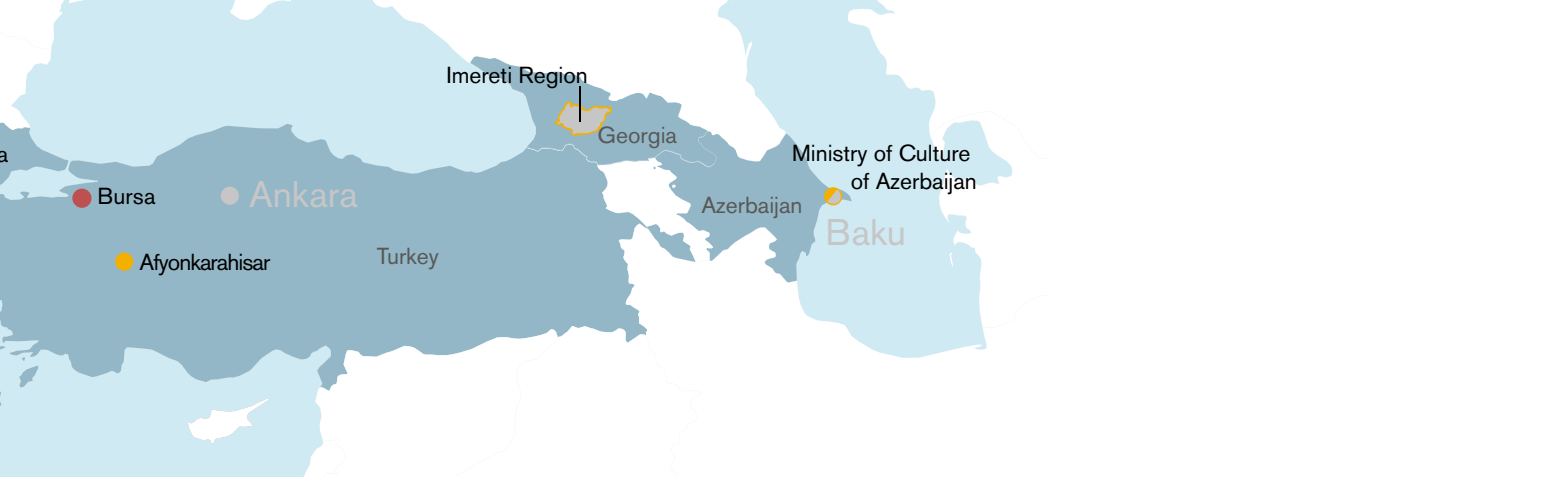 Imereti Region
Georgia
a
Ministry of Culture
of Azerbaijan
Bursa
Ankara
Azerbaijan
Baku
Afyonkarahisar
Turkey